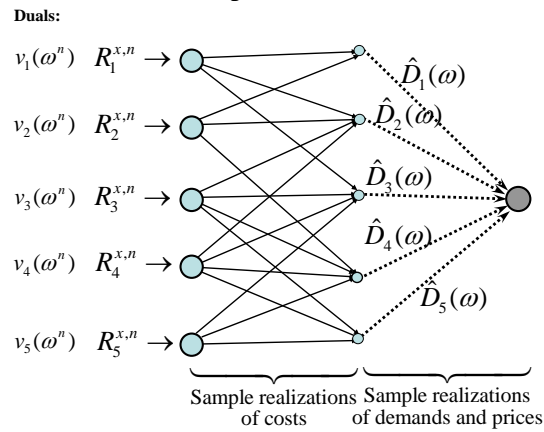 Duals:
v₁(ωⁿ) R₁ˣ'ⁿ
D̂₁(ω)
v₂(ωⁿ) R₂ˣ'ⁿ
D̂₂(ω)
v₃(ωⁿ) R₃ˣ'ⁿ
D̂₃(ω)
v₄(ωⁿ) R₄ˣ'ⁿ
D̂₄(ω)
v₅(ωⁿ) R₅ˣ'ⁿ
D̂₅(ω)
Sample realizations
of costs
Sample realizations
of demands and prices